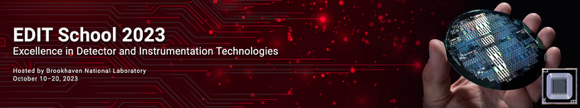 EDIT School 2023
Excellence in Detector and Instrumentation Technologies
Hosted by Brookhaven National Laboratory
October 10–20, 2023